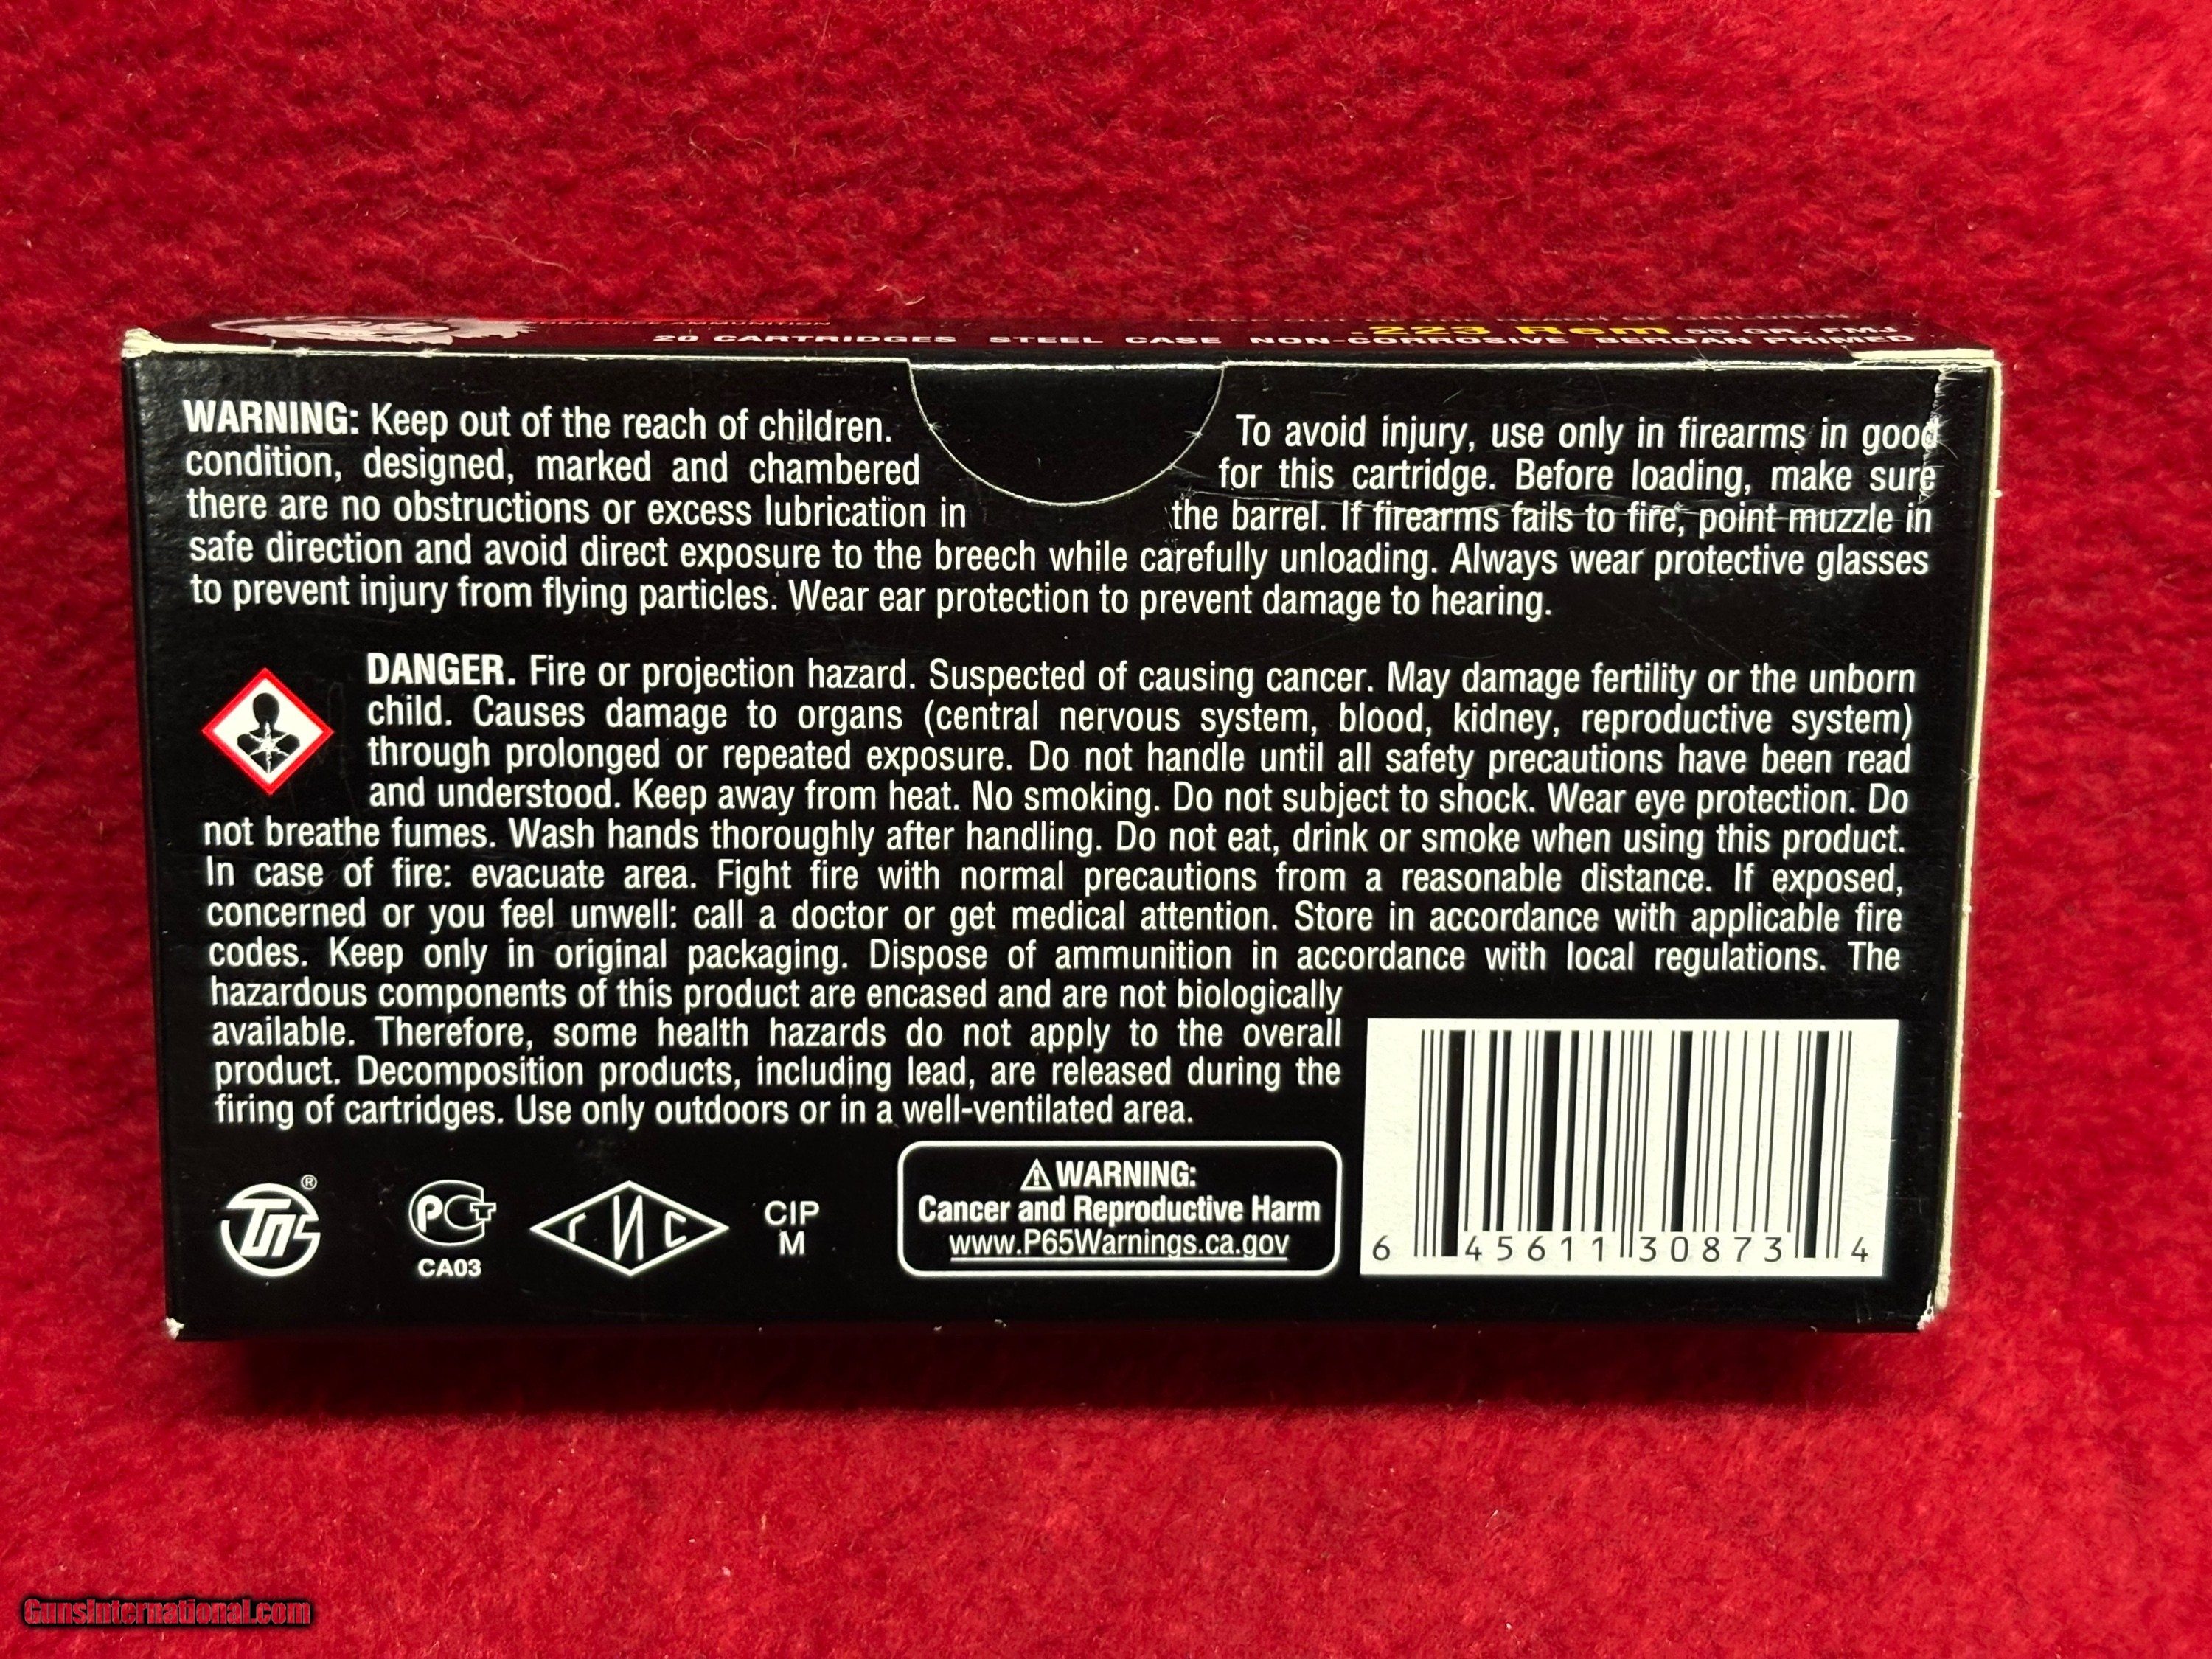 20 CARTRIDGES STEEL CASE NON-CORROSIVE BERDAN PRIMED
.223 Rem 55 GR. FMJ
WARNING: Keep out of the reach of children. To avoid injury, use only in firearms in good
condition, designed, marked and chambered for this cartridge. Before loading, make sure
there are no obstructions or excess lubrication in the barrel. If firearms fails to fire, point muzzle in
safe direction and avoid direct exposure to the breech while carefully unloading. Always wear protective glasses
to prevent injury from flying particles. Wear ear protection to prevent damage to hearing.
DANGER. Fire or projection hazard. Suspected of causing cancer. May damage fertility or the unborn
child. Causes damage to organs (central nervous system, blood, kidney, reproductive system)
through prolonged or repeated exposure. Do not handle until all safety precautions have been read
and understood. Keep away from heat. No smoking. Do not subject to shock. Wear eye protection. Do
not breathe fumes. Wash hands thoroughly after handling. Do not eat, drink or smoke when using this product.
In case of fire: evacuate area. Fight fire with normal precautions from a reasonable distance. If exposed,
concerned or you feel unwell: call a doctor or get medical attention. Store in accordance with applicable fire
codes. Keep only in original packaging. Dispose of ammunition in accordance with local regulations. The
hazardous components of this product are encased and are not biologically
available. Therefore, some health hazards do not apply to the overall
product. Decomposition products, including lead, are released during the
firing of cartridges. Use only outdoors or in a well-ventilated area.
®
CA03
ГИС
CIP
M
WARNING:
Cancer and Reproductive Harm
www.P65Warnings.ca.gov
6 45611 30873 4
GunsInternational.com